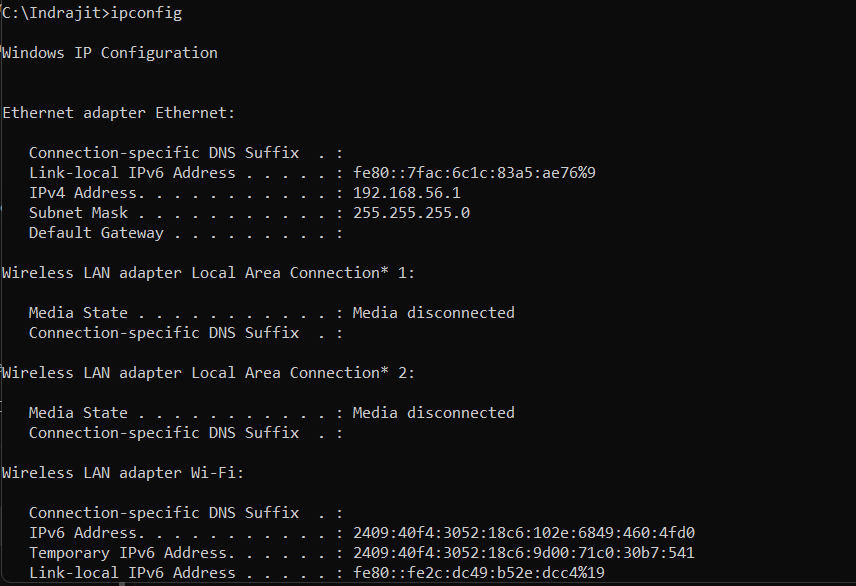 C:\Indrajit>ipconfig
Windows IP Configuration
Ethernet adapter Ethernet:
Connection-specific DNS Suffix  . :
Link-local IPv6 Address . . . . . : fe80::7fac:6c1c:83a5:ae76%9
IPv4 Address. . . . . . . . . . . : 192.168.56.1
Subnet Mask . . . . . . . . . . . : 255.255.255.0
Default Gateway . . . . . . . . . :
Wireless LAN adapter Local Area Connection* 1:
Media State . . . . . . . . . . . : Media disconnected
Connection-specific DNS Suffix  . :
Wireless LAN adapter Local Area Connection* 2:
Media State . . . . . . . . . . . : Media disconnected
Connection-specific DNS Suffix  . :
Wireless LAN adapter Wi-Fi:
Connection-specific DNS Suffix  . :
IPv6 Address. . . . . . . . . . . : 2409:40f4:3052:18c6:102e:6849:460:4fd0
Temporary IPv6 Address. . . . . . : 2409:40f4:3052:18c6:9d00:71c0:30b7:541
Link-local IPv6 Address . . . . . : fe80::fe2c:dc49:b52e:dcc4%19